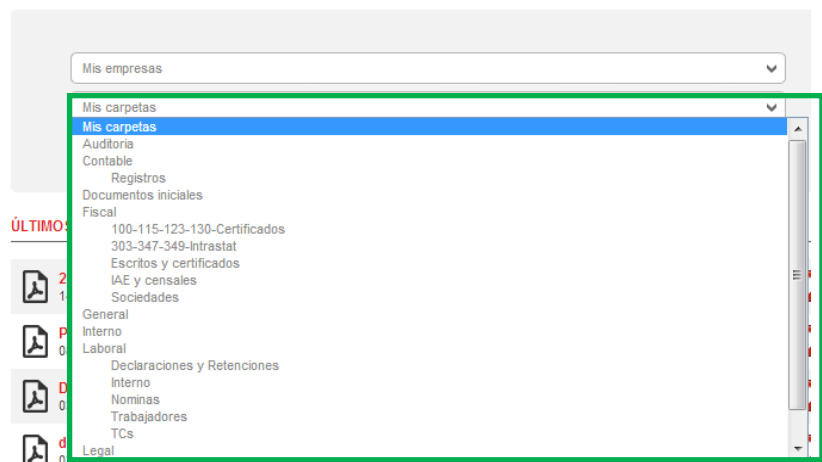 Mis empresas
Mis carpetas
Mis carpetas
Auditoria
Contable
Registros
Documentos iniciales
Fiscal
100-115-123-130-Certificados
303-347-349-Intrastat
Escritos y certificados
IAE y censales
Sociedades
General
Interno
Laboral
Declaraciones y Retenciones
Interno
Nominas
Trabajadores
TCs
Legal
ÚLTIMOS